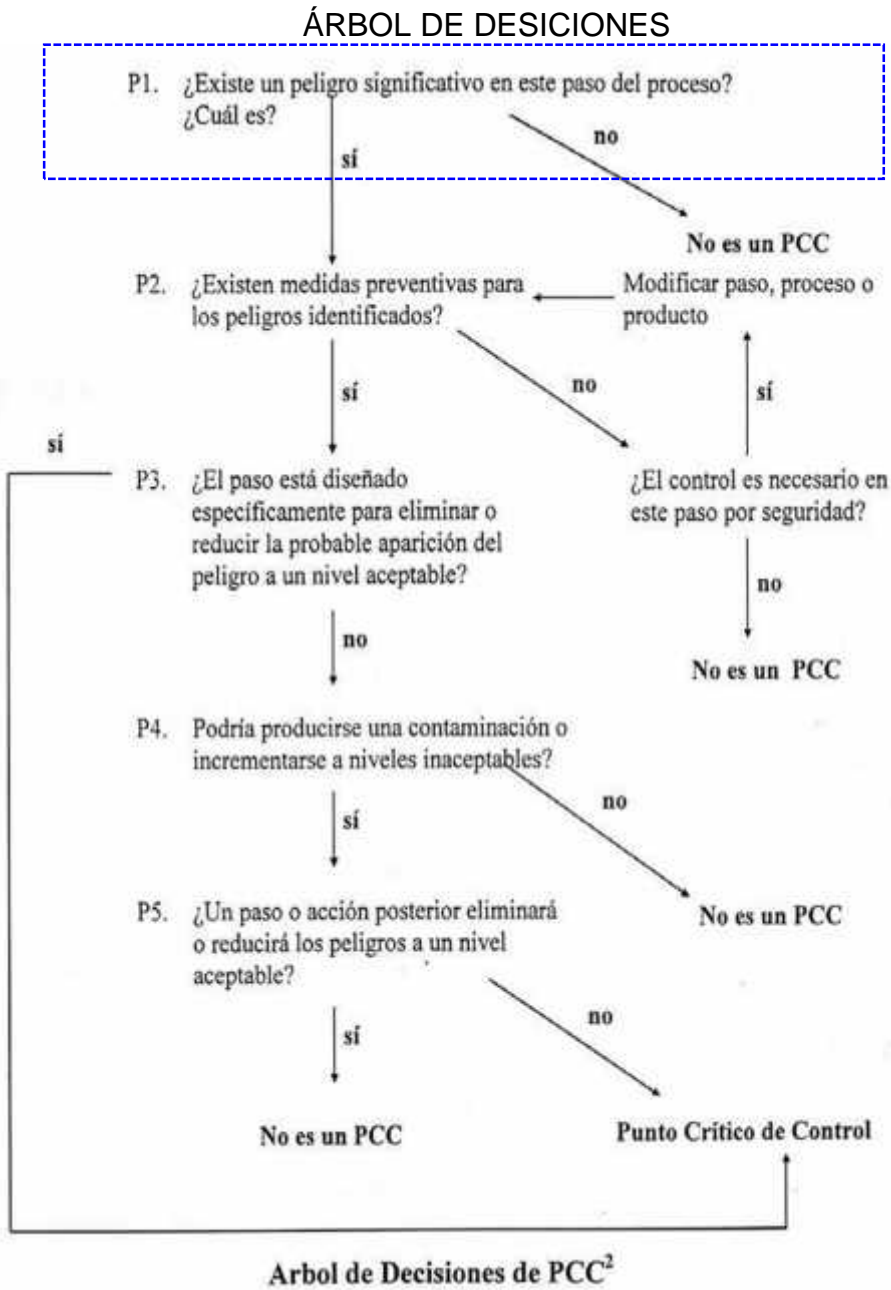 ÁRBOL DE DESICIONES
P1. ¿Existe un peligro significativo en este paso del proceso?
¿Cuál es?
no
sí
No es un PCC
P2. ¿Existen medidas preventivas para
los peligros identificados?
Modificar paso, proceso o
producto
no
sí
sí
sí
P3. ¿El paso está diseñado
específicamente para eliminar o
reducir la probable aparición del
peligro a un nivel aceptable?
¿El control es necesario en
este paso por seguridad?
no
no
No es un PCC
P4. Podría producirse una contaminación o
incrementarse a niveles inaceptables?
no
sí
P5. ¿Un paso o acción posterior eliminará
o reducirá los peligros a un nivel
aceptable?
No es un PCC
no
sí
No es un PCC
Punto Crítico de Control
Arbol de Decisiones de PCC²